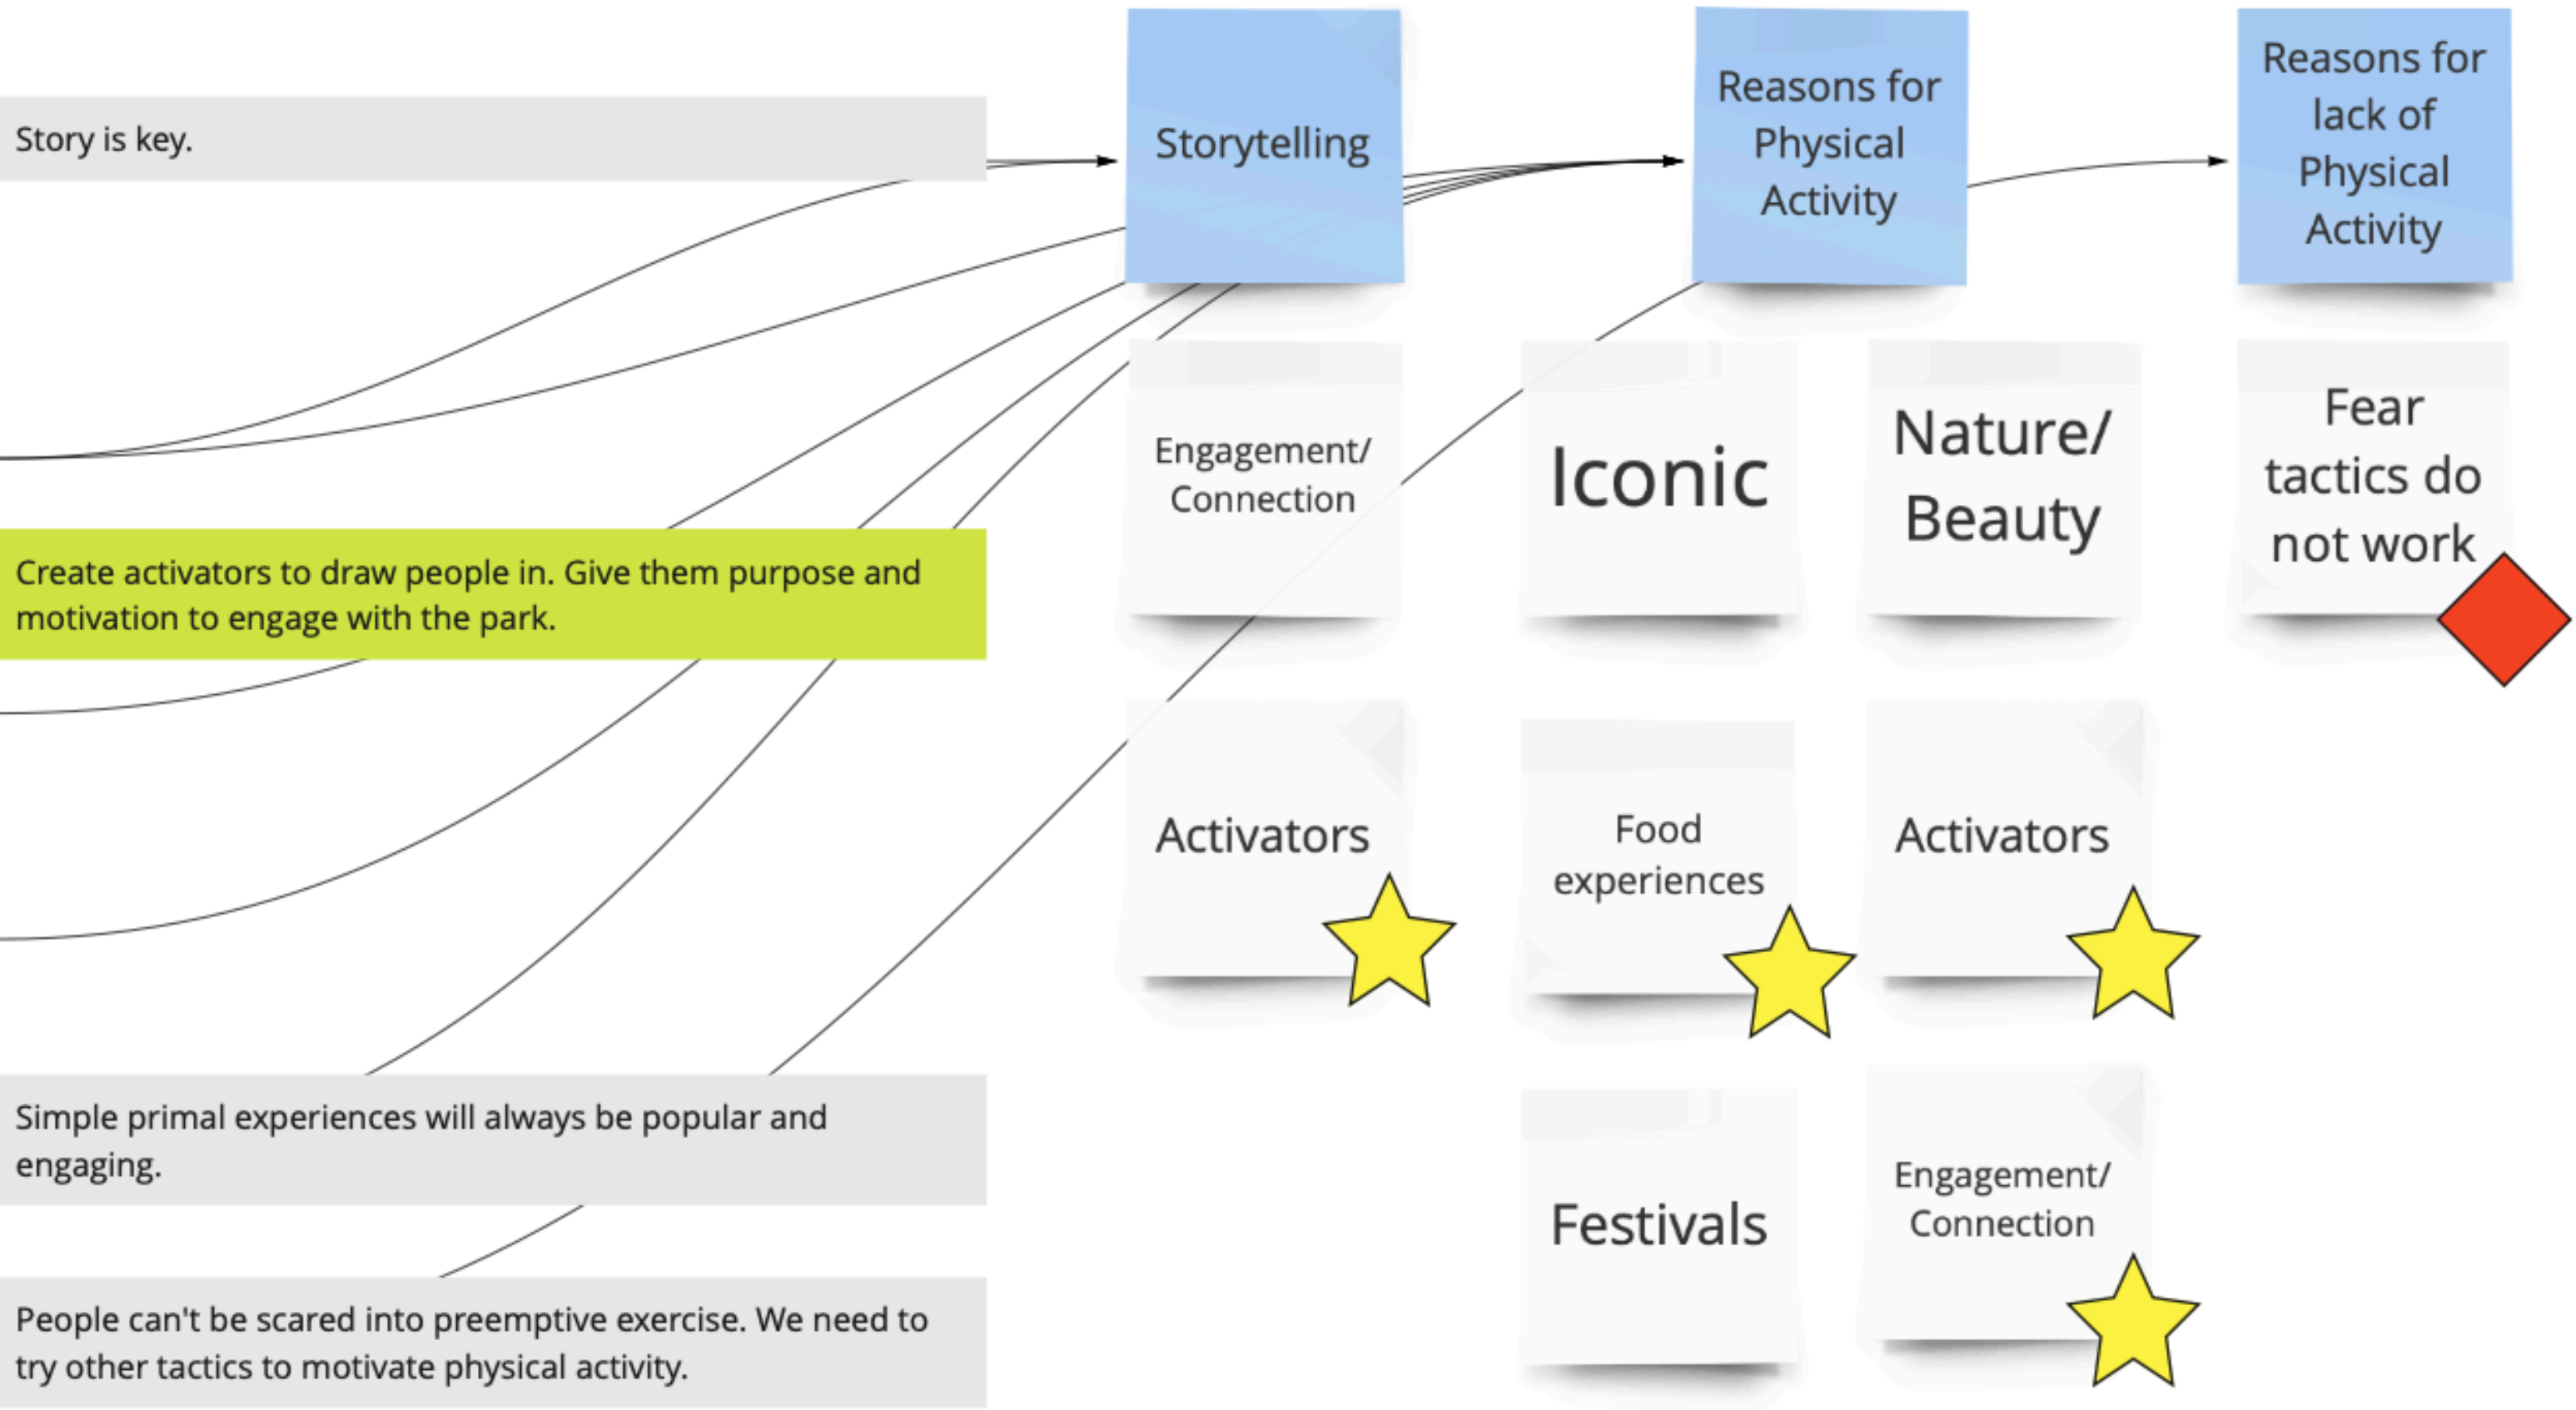 Story is key.
Create activators to draw people in. Give them purpose and
motivation to engage with the park.
Simple primal experiences will always be popular and
engaging.
People can't be scared into preemptive exercise. We need to
try other tactics to motivate physical activity.
Storytelling
Engagement/
Connection
Activators
Reasons for
Physical
Activity
Iconic
Nature/
Beauty
Food
experiences
Activators
Festivals
Engagement/
Connection
Reasons for
lack of
Physical
Activity
Fear
tactics do
not work